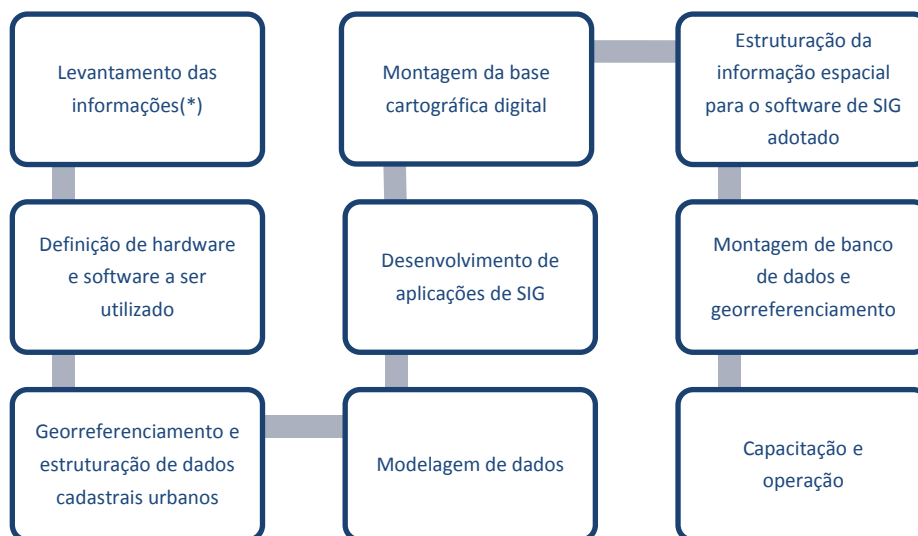 Levantamento das
informações(*)
Definição de hardware
e software a ser
utilizado
Georreferenciamento e
estruturação de dados
cadastrais urbanos
Modelagem de dados
Desenvolvimento de
aplicações de SIG
Montagem da base
cartográfica digital
Estruturação da
informação espacial
para o software de SIG
adotado
Montagem de banco
de dados e
georreferenciamento
Capacitação e
operação